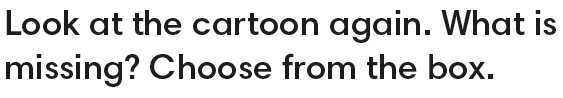 Look at the cartoon again. What is
missing? Choose from the box.